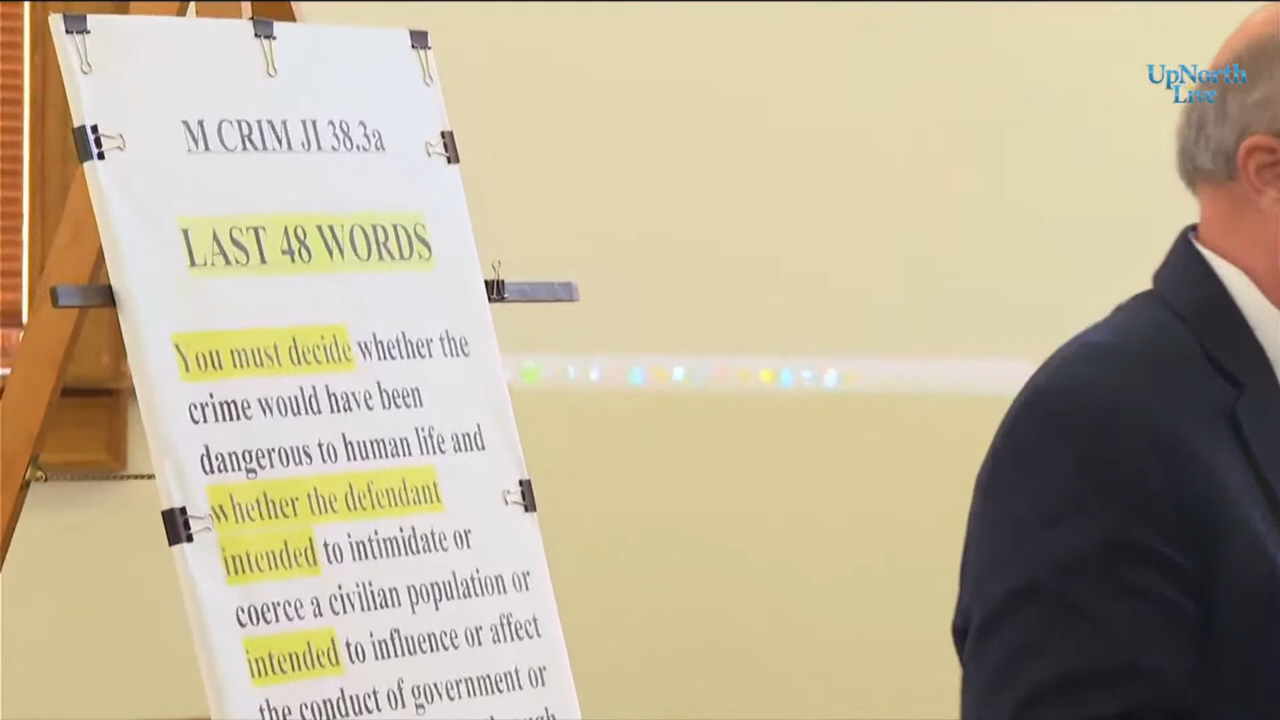 UpNorth
Live
M CRIM JI 38.3a
LAST 48 WORDS
You must decide whether the
crime would have been
dangerous to human life and
whether the defendant
intended to intimidate or
coerce a civilian population or
intended to influence or affect
the conduct of government or